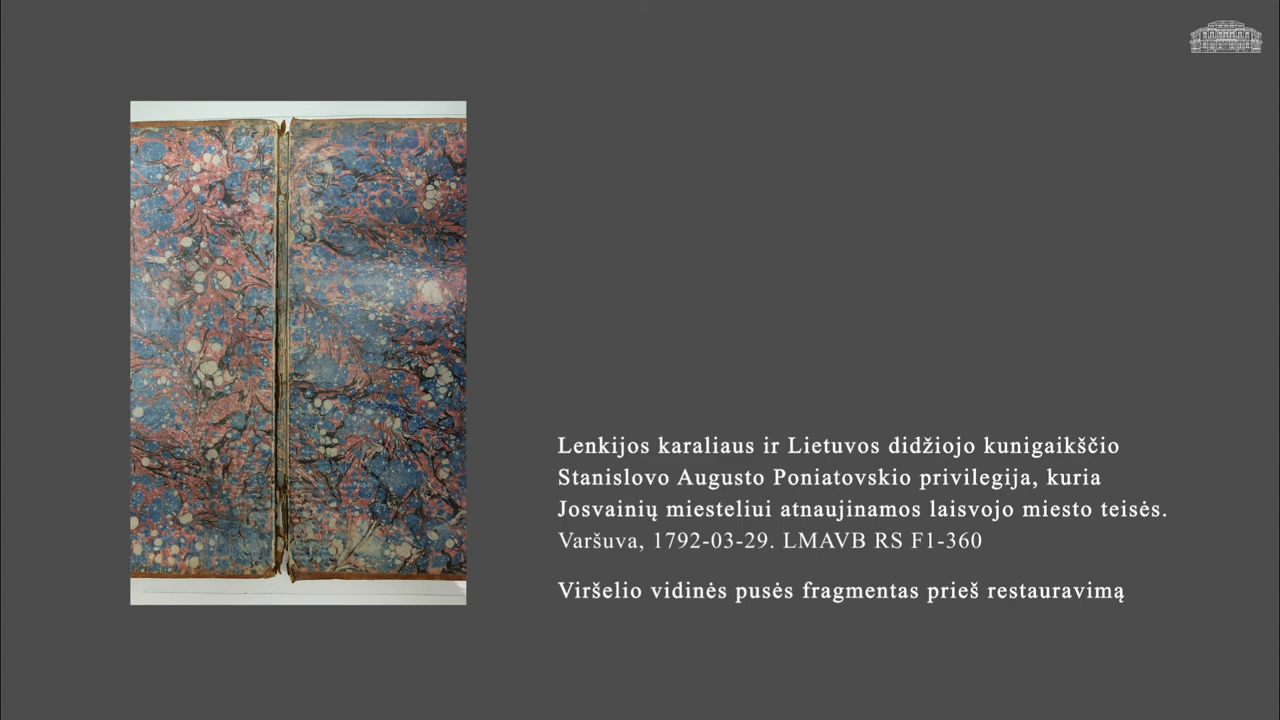 Lenkijos karaliaus ir Lietuvos didžiojo kunigaikščio
Stanislovo Augusto Poniatovskio privilegija, kuria
Josvainių miesteliui atnaujinamos laisvojo miesto teisės.
Varšuva, 1792-03-29. LMAVB RS F1-360
Viršelio vidinės pusės fragmentas prieš restauravimą